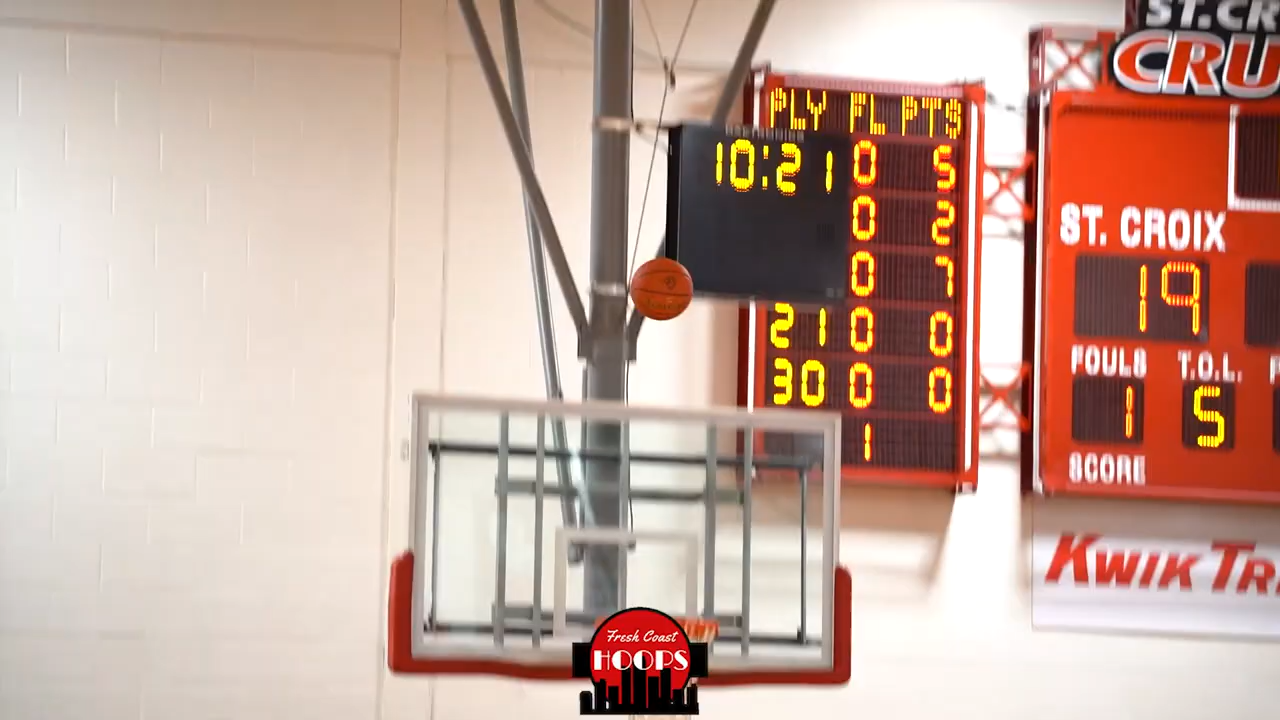 ST. CR
CRU
PLY FL PTS
10:21 0 5
0 2
0 7
21 0 0
30 0 0
1
ST. CROIX
19
FOULS T.O.L.
1 5
SCORE
KWIK TR
Fresh Coast
HOOPS